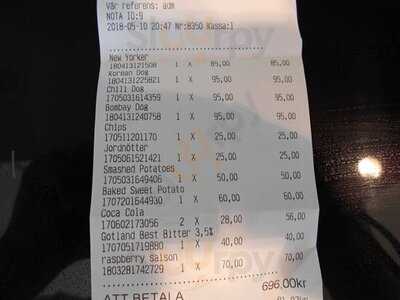 Vår referens: adm
NOTA ID:9
2018-05-10 20:47 Nr:8350 Kassa:1
New Yorker
180413121508 1 X 85,00 85,00
Korean Dog
1804131225821 1 X 95,00 95,00
Chili Dog
1705031614359 1 X 95,00 95,00
Bombay Dog
1804131240758 1 X 95,00 95,00
Chips
170511201170 1 X 25,00 25,00
Jordnötter
1705061521421 1 X 25,00 25,00
Smashed Potatoes
1705031649406 1 X 50,00 50,00
Baked Sweet Potato
1707201644930 1 X 60,00 60,00
Coca Cola
170602173056 2 X 28,00 56,00
Gotland Best Bitter 3,5%
1707051719880 1 X 40,00 40,00
raspberry saison
1803281742729 1 X 70,00 70,00
696,00kr
ATT BETALA